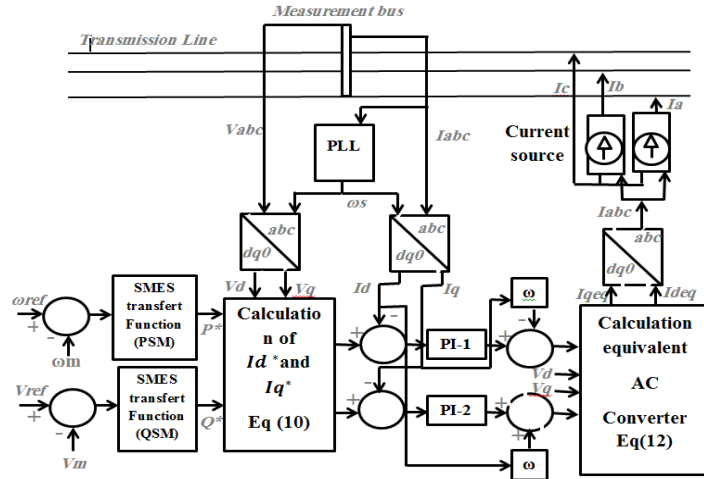 Measurement bus
Transmission Line
Ic
Ib
Ia
Vabc
PLL
Iabc
Current
source
ωs
abc
dq0
abc
dq0
Iabc
abc
dq0
Vd
Vq
Id
Iq
Iqeq
Ideq
ωref
+
-
ωm
SMES
transfert
Function
(PSM)
P*
Calculatio
n of
Id *and
Iq*
Eq (10)
+
-
PI-1
+
-
ω
Vd
Vq
Calculation
equivalent
AC
Converter
Eq(12)
Vref
+
-
Vm
SMES
transfert
Function
(QSM)
Q*
+
-
PI-2
+
+
ω